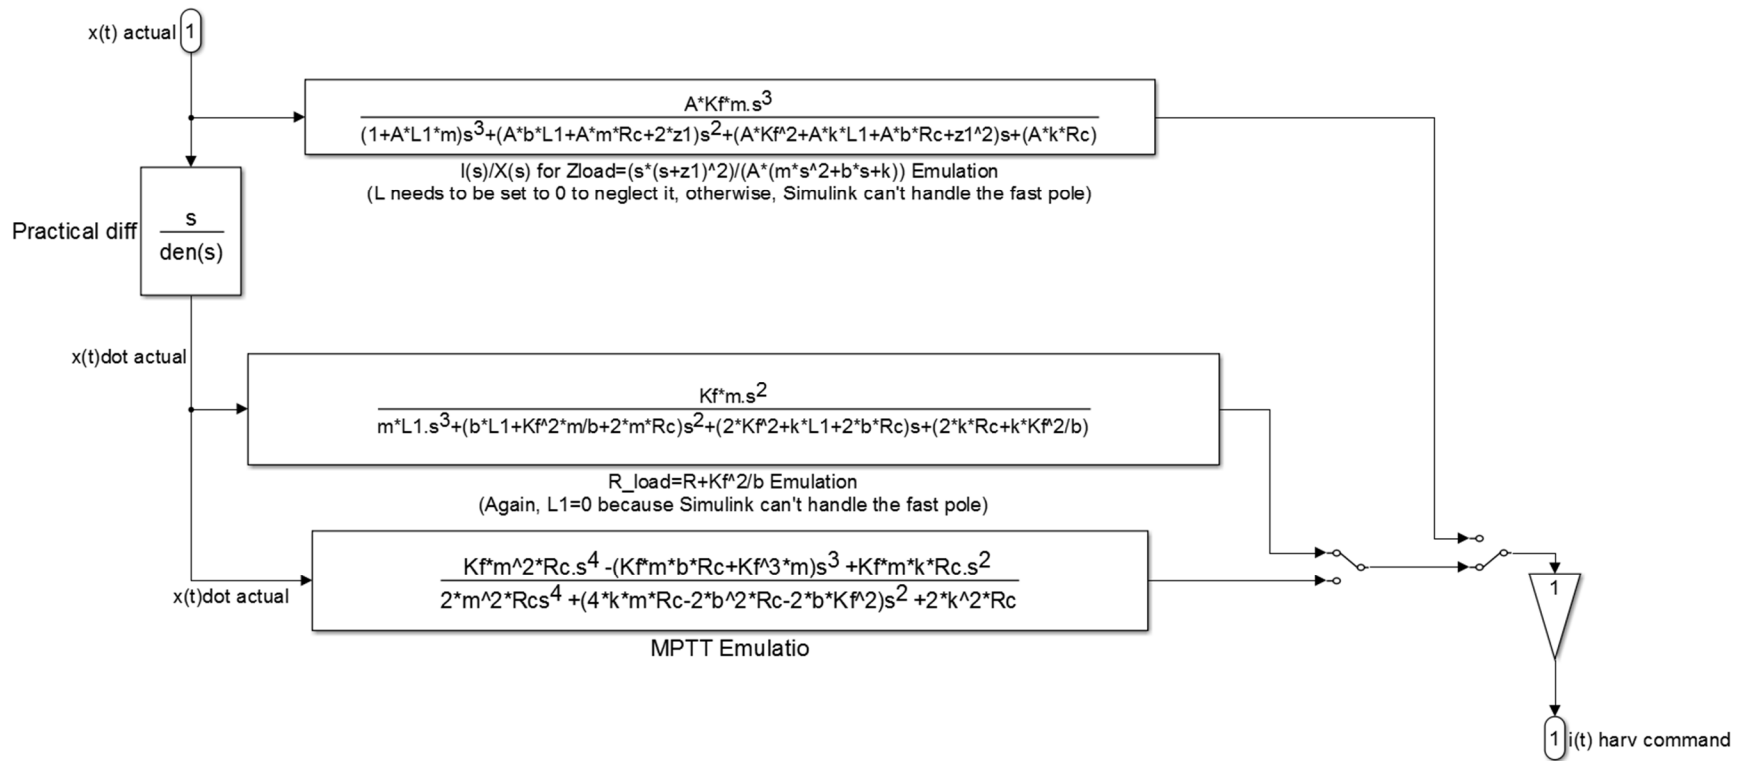 x(t) actual
1
A*Kf*m.s3
(1+A*L1*m)s3+(A*b*L1+A*m*Rc+2*z1)s2+(A*Kf^2+A*k*L1+A*b*Rc+z1^2)s+(A*k*Rc)
I(s)/X(s) for Zload=(s*(s+z1)^2)/(A*(m*s^2+b*s+k)) Emulation
(L needs to be set to 0 to neglect it, otherwise, Simulink can't handle the fast pole)
Practical diff
s
den(s)
x(t)dot actual
Kf*m.s2
m*L1.s3+(b*L1+Kf^2*m/b+2*m*Rc)s2+(2*Kf^2+k*L1+2*b*Rc)s+(2*k*Rc+k*Kf^2/b)
R_load=R+Kf^2/b Emulation
(Again, L1=0 because Simulink can't handle the fast pole)
x(t)dot actual
Kf*m^2*Rc.s4 -(Kf*m*b*Rc+Kf^3*m)s3 +Kf*m*k*Rc.s2
2*m^2*Rcs4 +(4*k*m*Rc-2*b^2*Rc-2*b*Kf^2)s2 +2*k^2*Rc
MPTT Emulatio
1
1
i(t) harv command